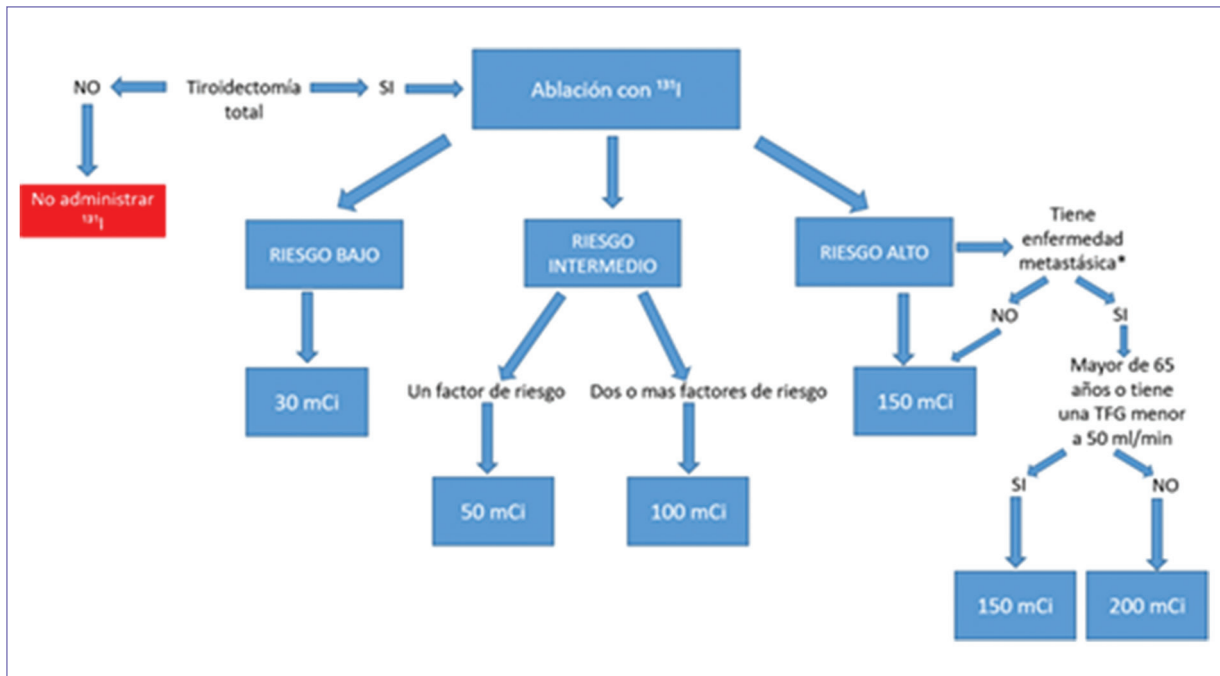 NO
Tiroidectomía
total
SI
Ablación con ¹³¹I
No administrar
¹³¹I
RIESGO BAJO
RIESGO
INTERMEDIO
RIESGO ALTO
Tiene
enfermedad
metastásica*
NO
SI
30 mCi
Un factor de riesgo
Dos o mas factores de riesgo
150 mCi
Mayor de 65
años o tiene
una TFG menor
a 50 ml/min
50 mCi
100 mCi
SI
NO
150 mCi
200 mCi